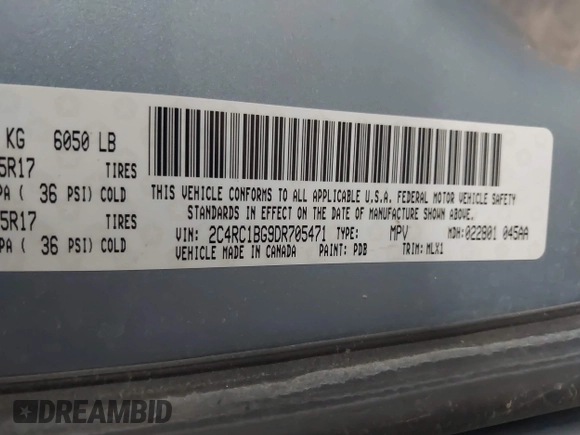 KG 6050 LB
5R17 TIRES
PA ( 36 PSI) COLD
5R17 TIRES
PA ( 36 PSI) COLD
THIS VEHICLE CONFORMS TO ALL APPLICABLE U.S.A. FEDERAL MOTOR VEHICLE SAFETY
STANDARDS IN EFFECT ON THE DATE OF MANUFACTURE SHOWN ABOVE.
VIN: 2C4RC1BG9DR705471 TYPE: MPV MDH:022801 045AA
VEHICLE MADE IN CANADA PAINT: PDB TRIM: MLX1
DREAMBID